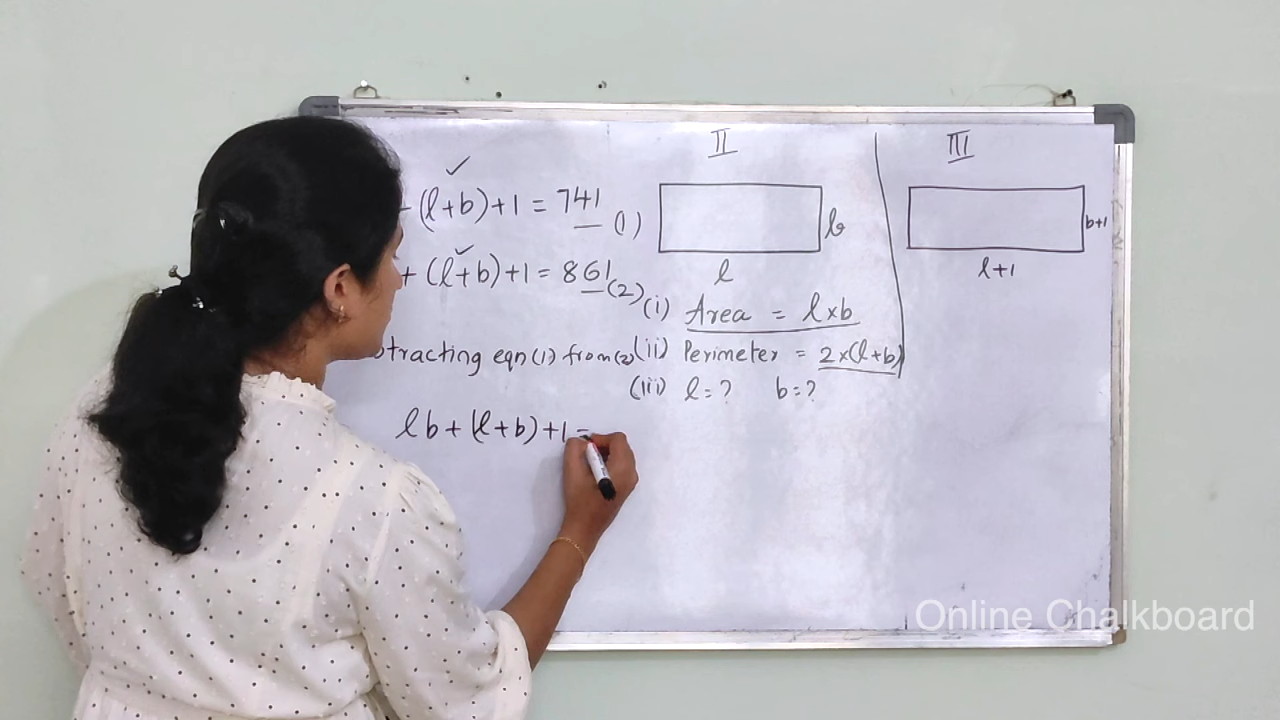 - (l+b)+1 = 741
(1)
+ (l+b)+1 = 861
(2)
tracting eqn (1) from (2)
lb + (l+b) +1 =
II
b
l
(i) Area = l×b
(ii) Perimeter = 2×(l+b)
(iii) l=? b=?
III
b+1
l+1
Online Chalkboard